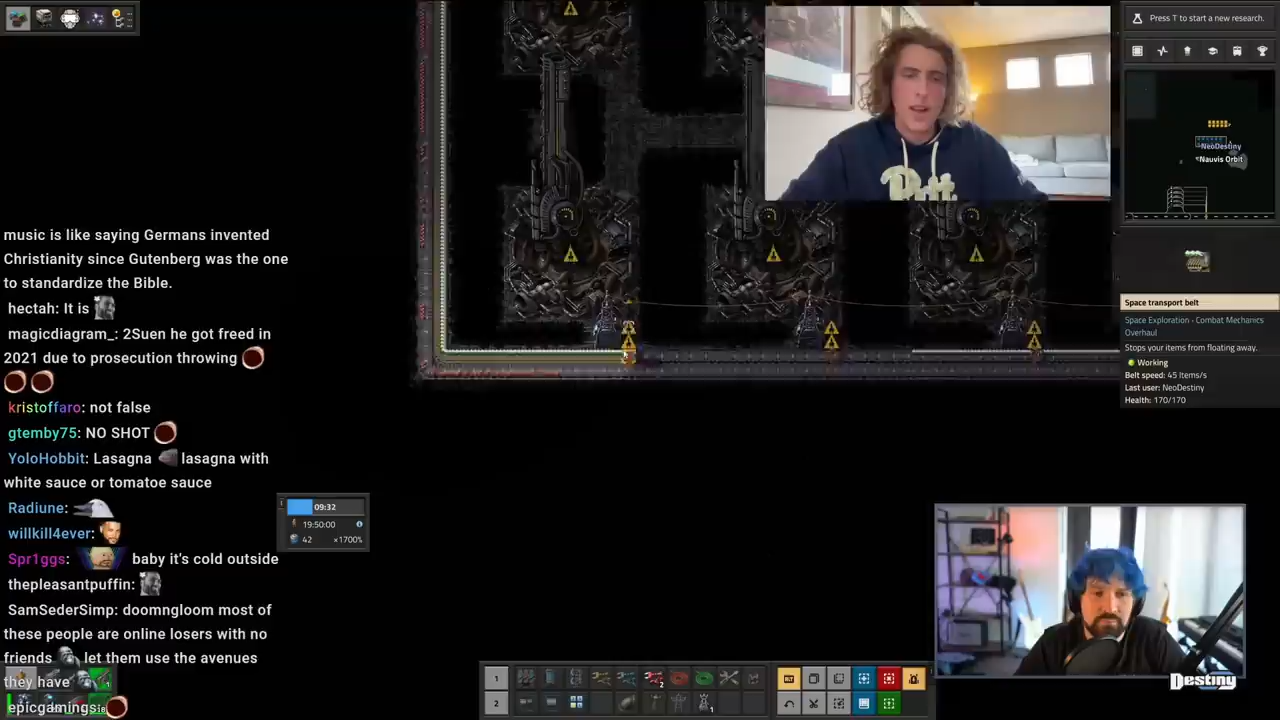 music is like saying Germans invented
Christianity since Gutenberg was the one
to standardize the Bible.
hectah: It is
magicdiagram_: 2Suen he got freed in
2021 due to prosecution throwing
kristoffaro: not false
gtemby75: NO SHOT
YoloHobbit: Lasagna lasagna with
white sauce or tomatoe sauce
Radiune:
willkill4ever:
Spr1ggs: baby it's cold outside
thepleasantpuffin:
SamSederSimp: doomngloom most of
these people are online losers with no
friends let them use the avenues
they have
epicgamings:
09:32
19:50:00
42 ×1700%
Pitt
Press T to start a new research.
NeoDestiny
Nauvis Orbit
Space transport belt
Space Exploration - Combat Mechanics
Overhaul
Stops your items from floating away.
Working
Belt speed: 45 Items/s
Last user: NeoDestiny
Health: 170/170
1
2
2
1
Destiny